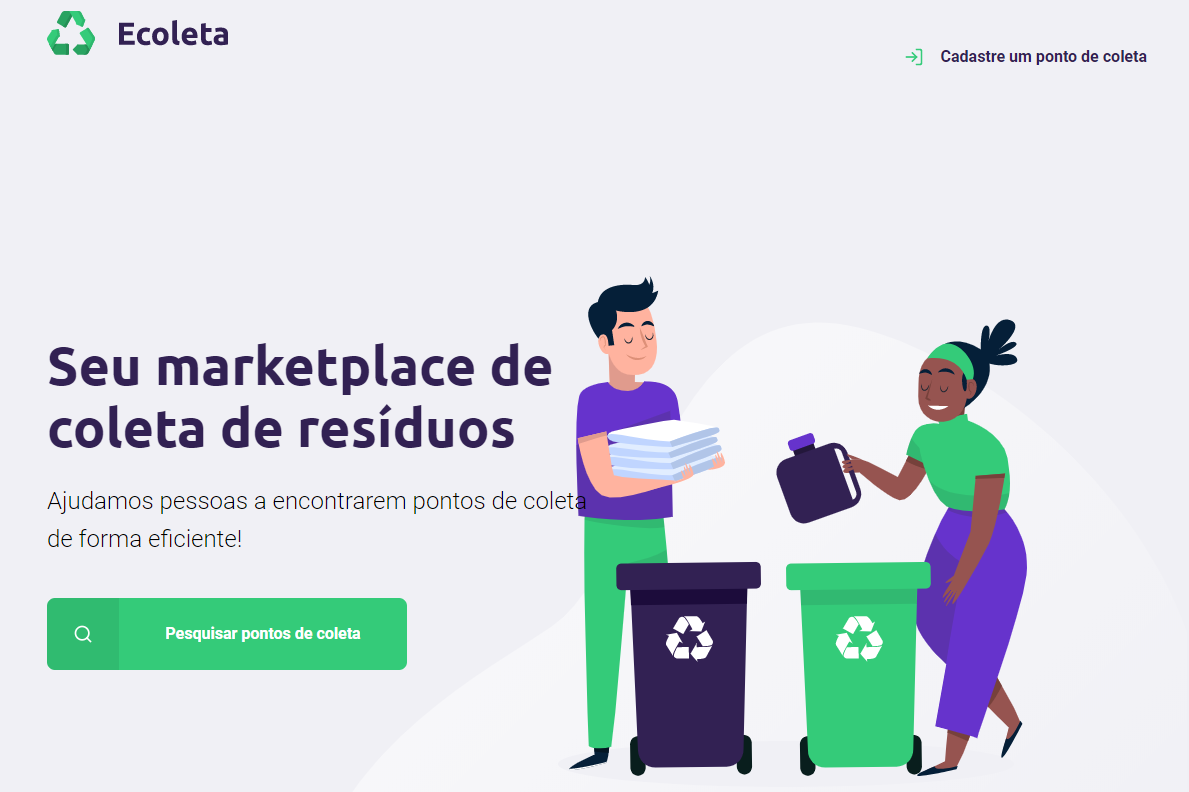 Ecoleta
Cadastre um ponto de coleta
Seu marketplace de
coleta de resíduos
Ajudamos pessoas a encontrarem pontos de coleta
de forma eficiente!
Pesquisar pontos de coleta